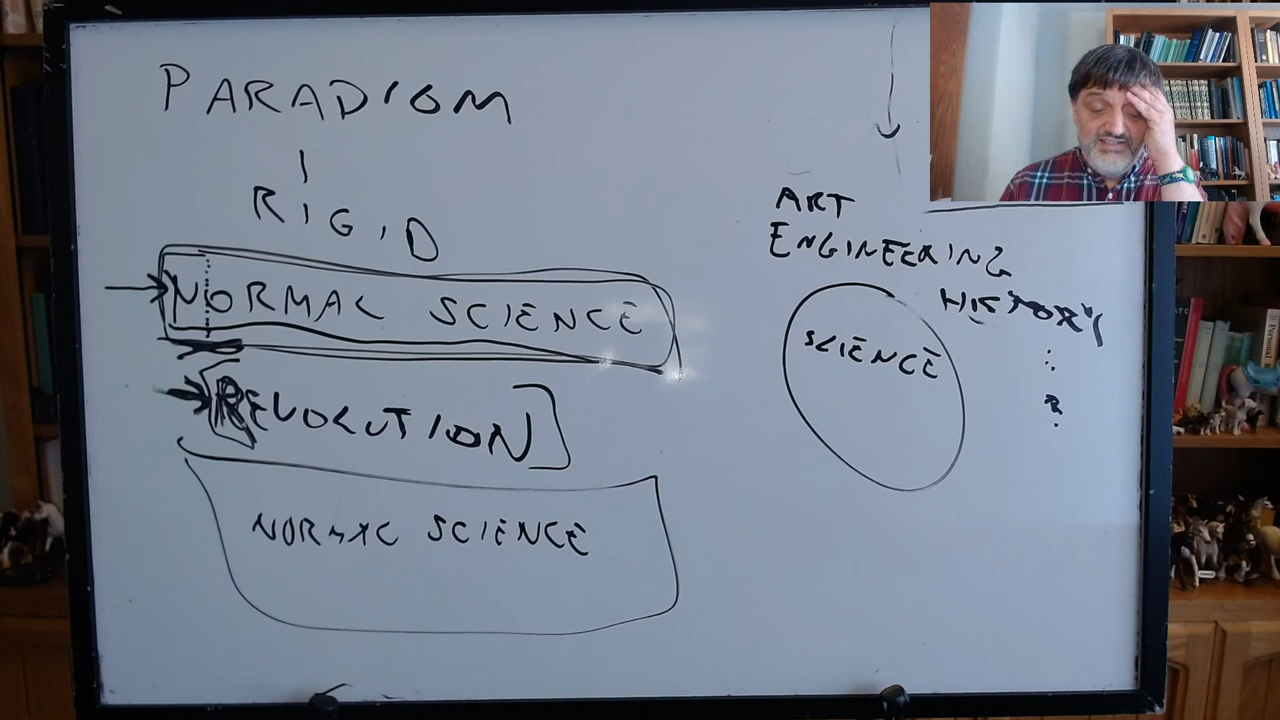 PARADIGM
RIGID
NORMAL SCIENCE
REVOLUTION
NORMAL SCIENCE
ART
ENGINEERING
HISTORY
SCIENCE
?